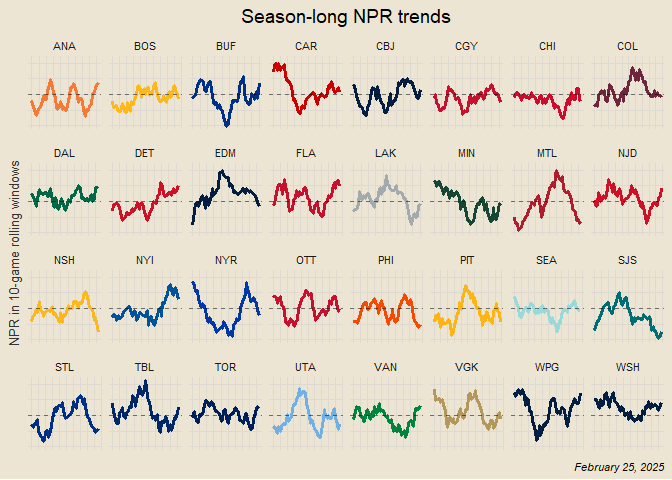 Season-long NPR trends
ANA BOS BUF CAR CBJ CGY CHI COL
DAL DET EDM FLA LAK MIN MTL NJD
NPR in 10-game rolling windows
NSH NYI NYR OTT PHI PIT SEA SJS
STL TBL TOR UTA VAN VGK WPG WSH
February 25, 2025